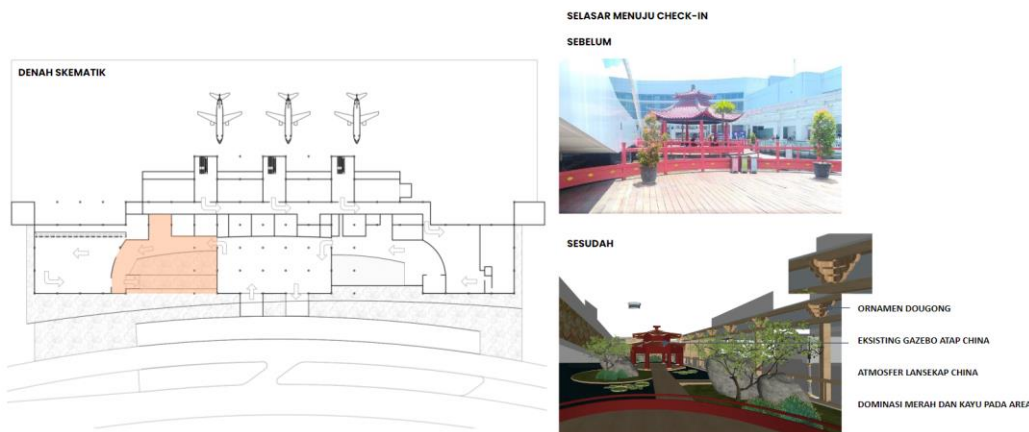 SELASAR MENUJU CHECK-IN
SEBELUM
DENAH SKEMATIK
SESUDAH
ORNAMEN DOUGONG
EKSISTING GAZEBO ATAP CHINA
ATMOSFER LANSEKAP CHINA
DOMINASI MERAH DAN KAYU PADA AREA